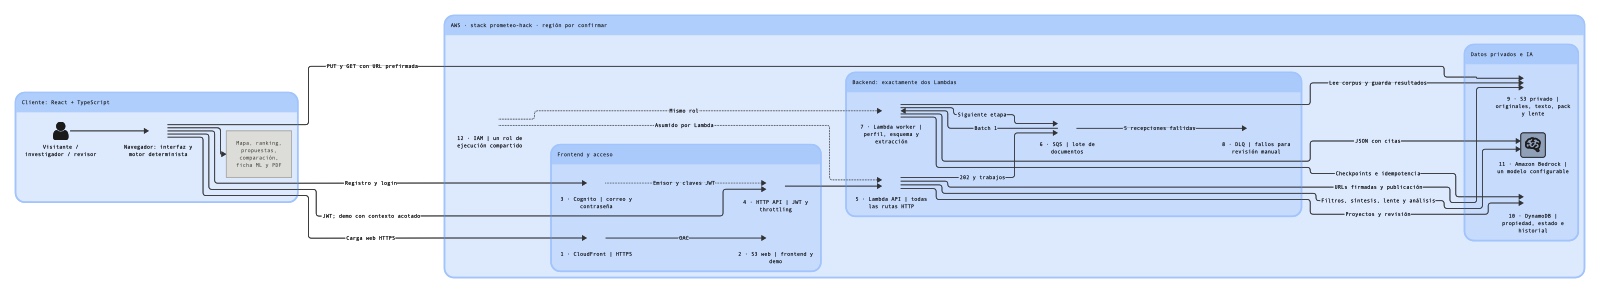 AWS · stack prometeo-hack · región por confirmar
Datos privados e IA
PUT y GET con URL prefirmada
Backend: exactamente dos Lambdas
Lee corpus y guarda resultados
Cliente: React + TypeScript
9 · S3 privado |
originales, texto, pack
y lente
Mismo rol
Siguiente etapa
Asumido por Lambda
Batch 1
5 recepciones fallidas
7 · Lambda worker |
perfil, esquema y
extracción
12 · IAM | un rol de
ejecución compartido
6 · SQS | lote de
documentos
8 · DLQ | fallos para
revisión manual
JSON con citas
Visitante /
investigador / revisor
Navegador: interfaz y
motor determinista
Mapa, ranking,
propuestas,
comparación,
ficha ML y PDF
Frontend y acceso
11 · Amazon Bedrock |
un modelo configurable
Checkpoints e idempotencia
202 y trabajos
Registro y login
Emisor y claves JWT
URLs firmadas y publicación
3 · Cognito | correo y
contraseña
4 · HTTP API | JWT y
throttling
5 · Lambda API | todas
las rutas HTTP
Filtros, síntesis, lente y análisis
JWT; demo con contexto acotado
Proyectos y revisión
10 · DynamoDB |
propiedad, estado e
historial
Carga web HTTPS
OAC
1 · CloudFront | HTTPS
2 · S3 web | frontend y
demo